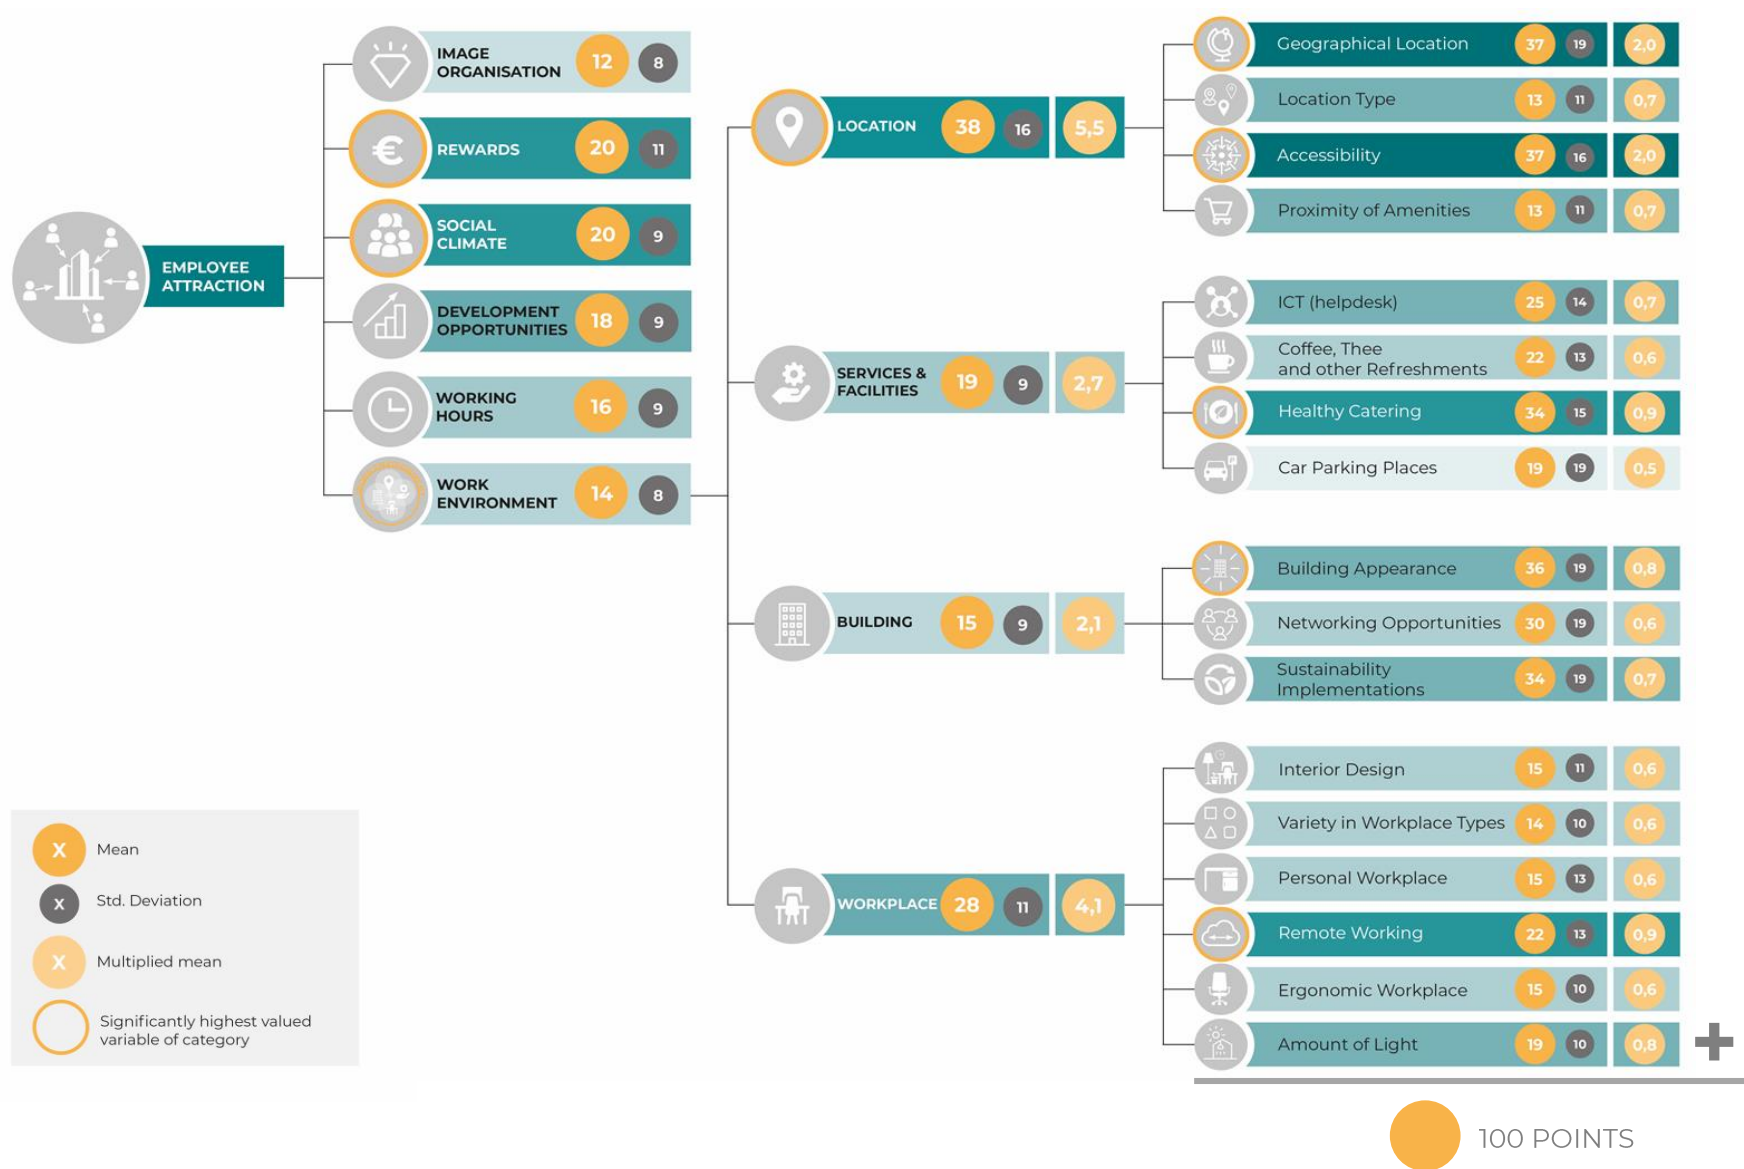 EMPLOYEE
ATTRACTION
IMAGE
ORGANISATION
12
8
REWARDS
20
11
SOCIAL
CLIMATE
20
9
DEVELOPMENT
OPPORTUNITIES
18
9
WORKING
HOURS
16
9
WORK
ENVIRONMENT
14
8
LOCATION
38
16
5,5
SERVICES &
FACILITIES
19
9
2,7
BUILDING
15
9
2,1
WORKPLACE
28
11
4,1
Geographical Location
37
19
2,0
Location Type
13
11
0,7
Accessibility
37
16
2,0
Proximity of Amenities
13
11
0,7
ICT (helpdesk)
25
14
0,7
Coffee, Thee
and other Refreshments
22
13
0,6
Healthy Catering
34
15
0,9
Car Parking Places
19
19
0,5
Building Appearance
36
19
0,8
Networking Opportunities
30
19
0,6
Sustainability
Implementations
34
19
0,7
Interior Design
15
11
0,6
Variety in Workplace Types
14
10
0,6
Personal Workplace
15
13
0,6
Remote Working
22
13
0,9
Ergonomic Workplace
15
10
0,6
Amount of Light
19
10
0,8
+
100 POINTS
X
Mean
X
Std. Deviation
X
Multiplied mean
Significantly highest valued
variable of category